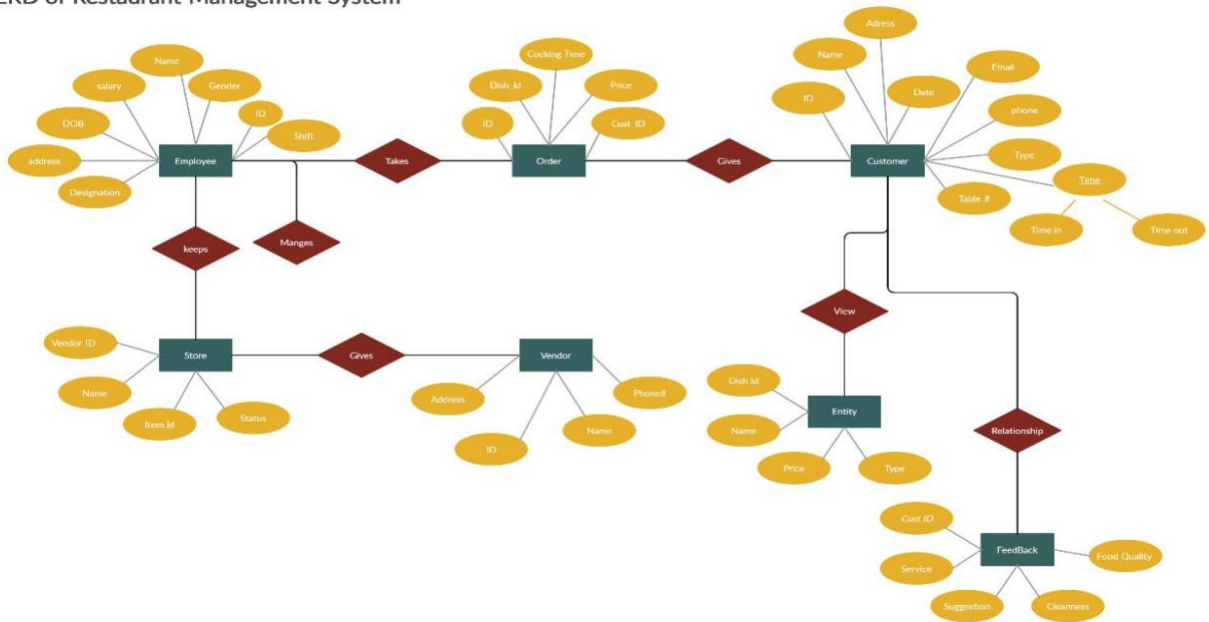 ERD of Restaurant Management System
Adress
Name
Cocking Time
Name
Email
salary
Gender
Dish_Id
Price
ID
Date
ID
phone
DOB
Shift
ID
Cust_ID
Type
address
Employee
Takes
Order
Gives
Customer
Time
Designation
Table #
Time in
Time out
keeps
Manges
View
Vendor ID
Store
Gives
Vendor
Name
Address
Phone#
Dish Id
Item Id
Status
Name
Entity
ID
Name
Relationship
Price
Type
Cust ID
FeedBack
Food Quality
Service
Suggestion
Cleanness